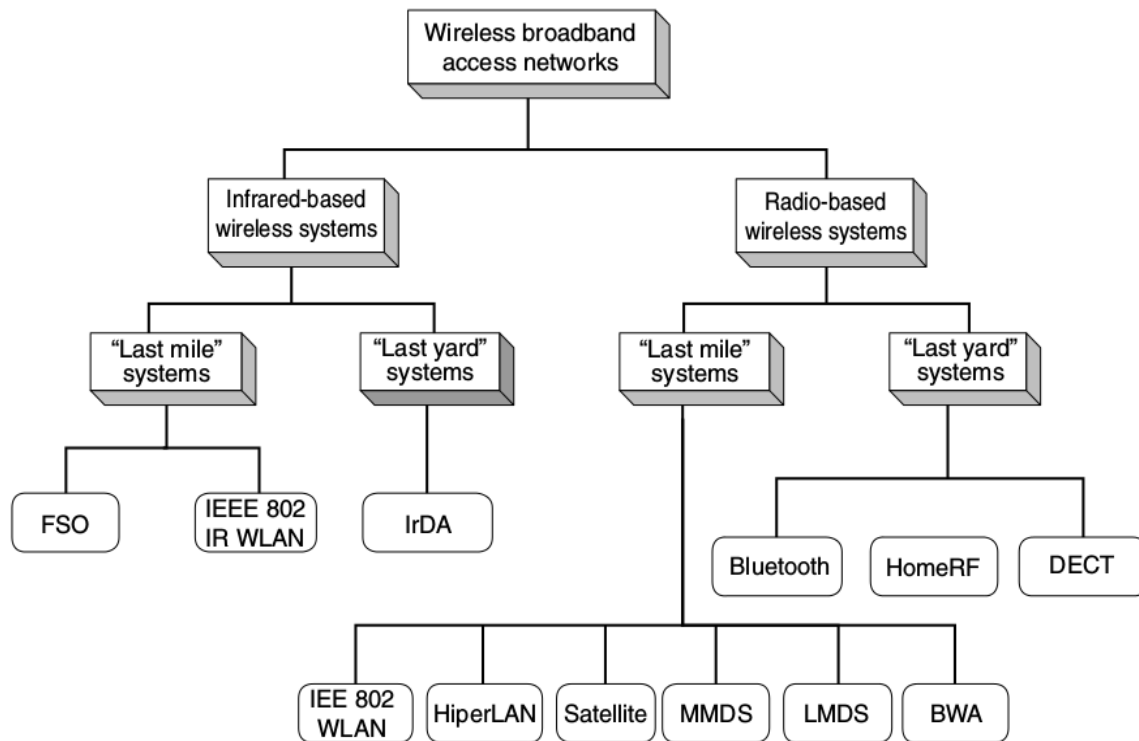 Wireless broadband
access networks
Infrared-based
wireless systems
Radio-based
wireless systems
“Last mile”
systems
“Last yard”
systems
“Last mile”
systems
“Last yard”
systems
FSO
IEEE 802
IR WLAN
IrDA
Bluetooth
HomeRF
DECT
IEE 802
WLAN
HiperLAN
Satellite
MMDS
LMDS
BWA